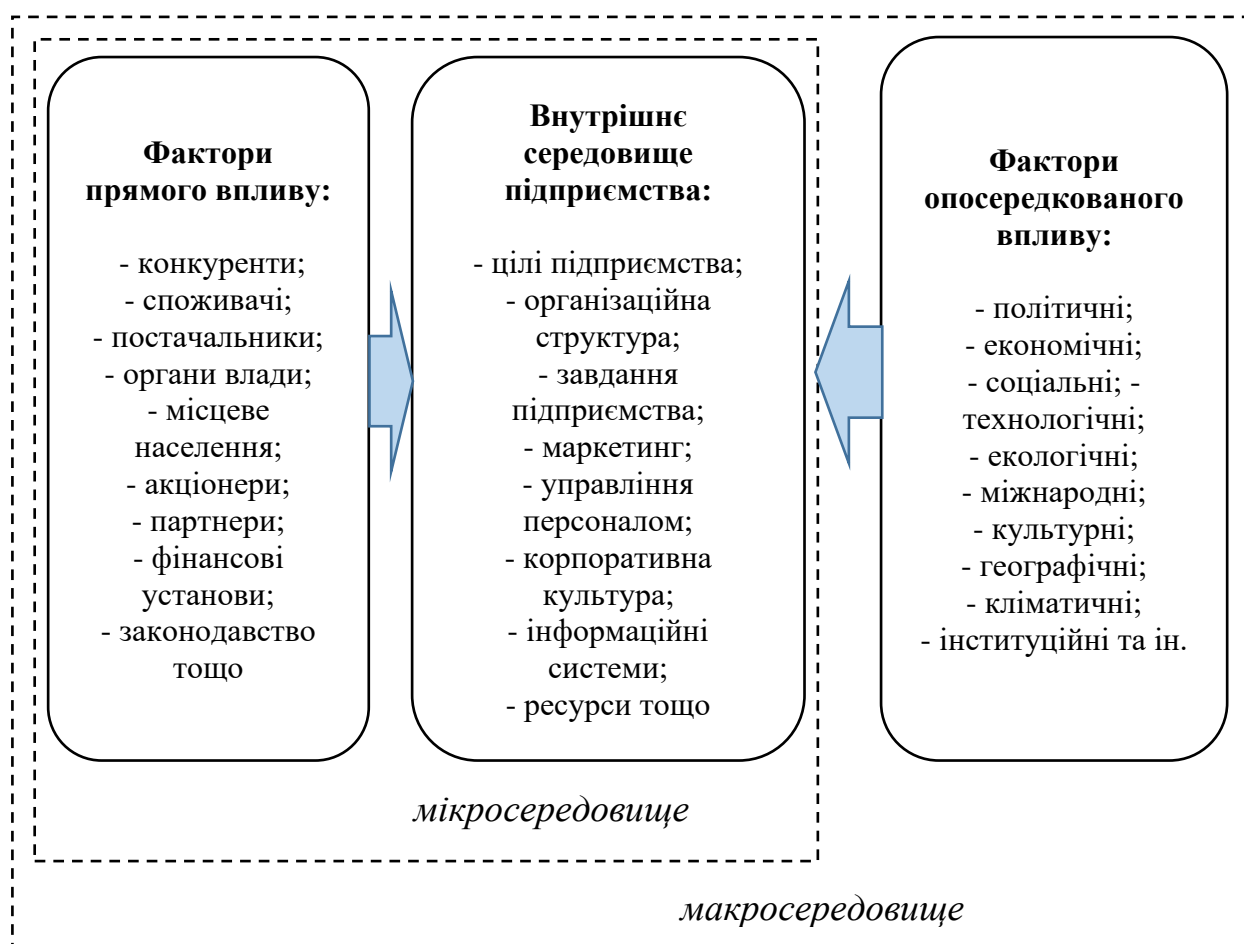 Фактори
прямого впливу:
- конкуренти;
- споживачі;
- постачальники;
- органи влади;
- місцеве
населення;
- акціонери;
- партнери;
- фінансові
установи;
- законодавство
тощо
Внутрішнє
середовище
підприємства:
- цілі підприємства;
- організаційна
структура;
- завдання
підприємства;
- маркетинг;
- управління
персоналом;
- корпоративна
культура;
- інформаційні
системи;
- ресурси тощо
Фактори
опосередкованого
впливу:
- політичні;
- економічні;
- соціальні; -
технологічні;
- екологічні;
- міжнародні;
- культурні;
- географічні;
- кліматичні;
- інституційні та ін.
мікросередовище
макросередовище